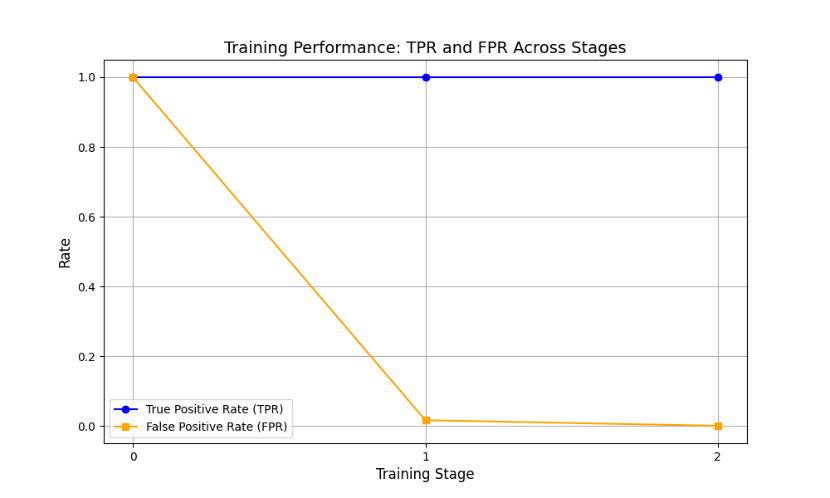 Training Performance: TPR and FPR Across Stages
1.0
0.8
0.6
0.4
0.2
0.0
Rate
True Positive Rate (TPR)
False Positive Rate (FPR)
0
1
2
Training Stage